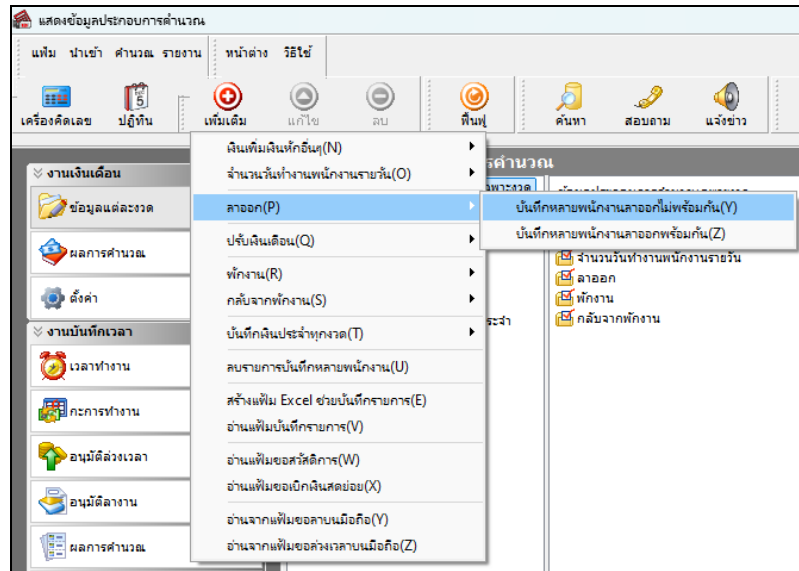 แสดงข้อมูลประกอบการคำนวณ
แฟ้ม นำเข้า คำนวณ รายงาน หน้าต่าง วิธีใช้
เครื่องคิดเลข ปฏิทิน เพิ่มเติม แก้ไข ลบ ฟื้นฟู ค้นหา สอบถาม แจ้งข่าว
งานเงินเดือน
ข้อมูลแต่ละงวด
ผลการคำนวณ
ตั้งค่า
งานบันทึกเวลา
เวลาทำงาน
กะการทำงาน
อนุมัติล่วงเวลา
อนุมัติลางาน
ผลการคำนวณ
เงินเพิ่มเงินหักอื่นๆ(N)
จำนวนวันทำงานพนักงานรายวัน(O)
ลาออก(P)
ปรับเงินเดือน(Q)
พักงาน(R)
กลับจากพักงาน(S)
บันทึกเงินประจำทุกงวด(T)
ลบรายการบันทึกหลายพนักงาน(U)
สร้างแฟ้ม Excel ช่วยบันทึกรายการ(E)
อ่านแฟ้มบันทึกรายการ(V)
อ่านแฟ้มขอสวัสดิการ(W)
อ่านแฟ้มขอเบิกเงินสดย่อย(X)
อ่านจากแฟ้มขอลาบนมือถือ(Y)
อ่านจากแฟ้มขอล่วงเวลาบนมือถือ(Z)
บันทึกหลายพนักงานลาออกไม่พร้อมกัน(Y)
บันทึกหลายพนักงานลาออกพร้อมกัน(Z)
จำนวนวันทำงานพนักงานรายวัน
ลาออก
พักงาน
กลับจากพักงาน